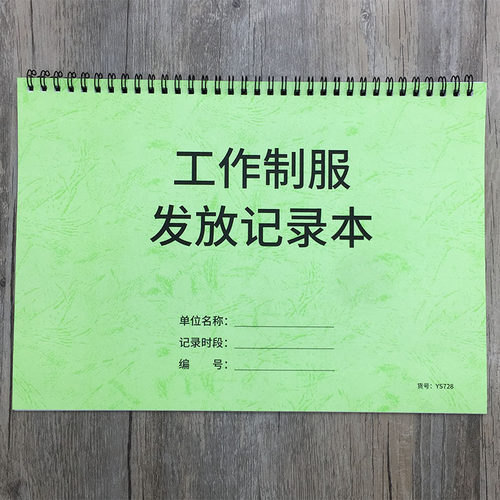 工作制服
发放记录本
单位名称：
记录时段：
编 号：
货号：YS728